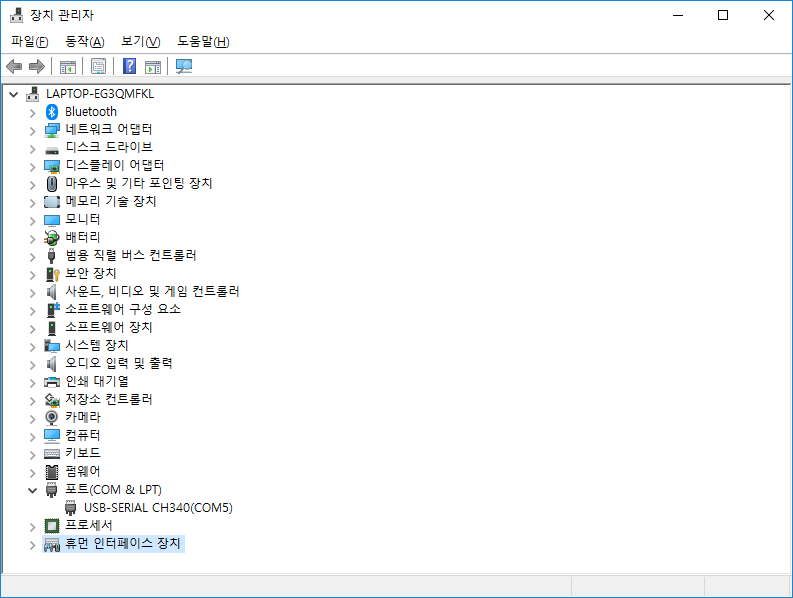 장치 관리자
파일(F) 동작(A) 보기(V) 도움말(H)
LAPTOP-EG3QMFKL
Bluetooth
네트워크 어댑터
디스크 드라이브
디스플레이 어댑터
마우스 및 기타 포인팅 장치
메모리 기술 장치
모니터
배터리
범용 직렬 버스 컨트롤러
보안 장치
사운드, 비디오 및 게임 컨트롤러
소프트웨어 구성 요소
소프트웨어 장치
시스템 장치
오디오 입력 및 출력
인쇄 대기열
저장소 컨트롤러
카메라
컴퓨터
키보드
펌웨어
포트(COM & LPT)
USB-SERIAL CH340(COM5)
프로세서
휴먼 인터페이스 장치